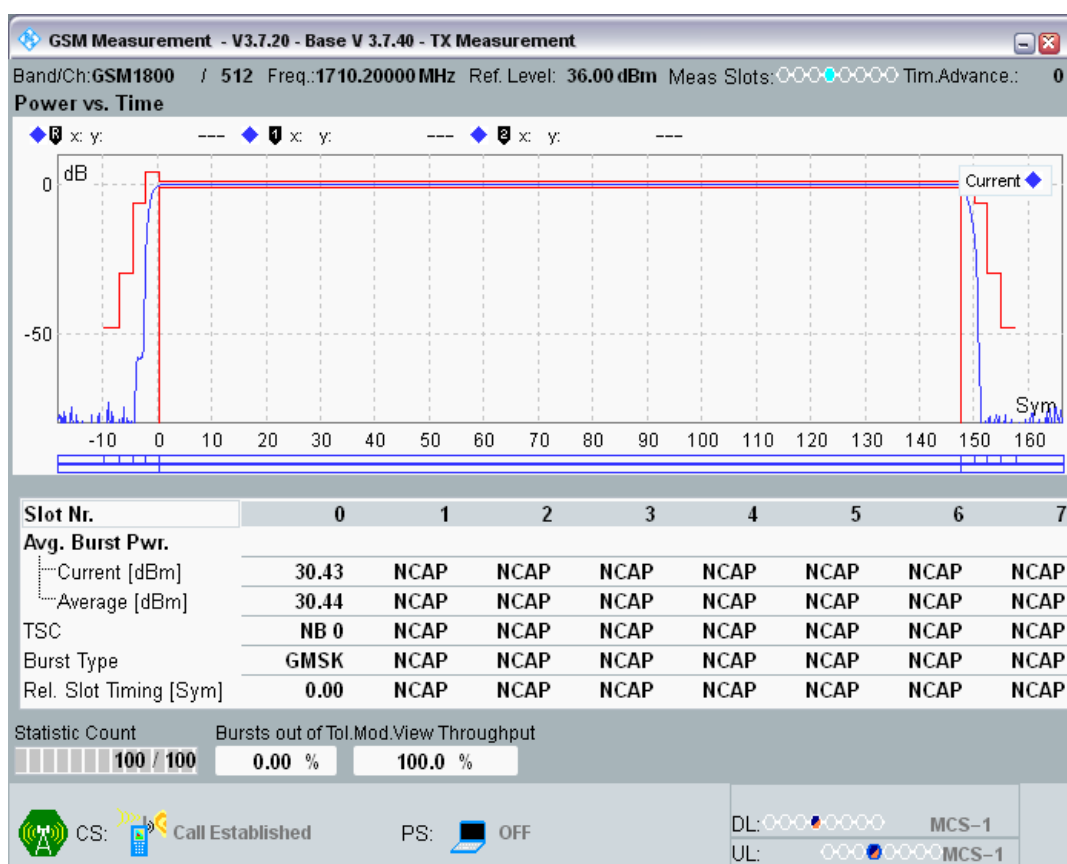 GSM Measurement - V3.7.20 - Base V 3.7.40 - TX Measurement
Band/Ch:GSM1800 / 512 Freq.:1710.20000 MHz Ref. Level: 36.00 dBm Meas Slots: Tim.Advance.: 0
Power vs. Time
R x: y: --- 1 x: y: --- 2 x: y: ---
dB
Current
0
-50
Sym
-10 0 10 20 30 40 50 60 70 80 90 100 110 120 130 140 150 160
Slot Nr. 0 1 2 3 4 5 6 7
Avg. Burst Pwr.
Current [dBm] 30.43 NCAP NCAP NCAP NCAP NCAP NCAP NCAP
Average [dBm] 30.44 NCAP NCAP NCAP NCAP NCAP NCAP NCAP
TSC NB 0 NCAP NCAP NCAP NCAP NCAP NCAP NCAP
Burst Type GMSK NCAP NCAP NCAP NCAP NCAP NCAP NCAP
Rel. Slot Timing [Sym] 0.00 NCAP NCAP NCAP NCAP NCAP NCAP NCAP
Statistic Count Bursts out of Tol. Mod.View Throughput
100 / 100 0.00 % 100.0 %
CS: Call Established PS: OFF
DL: MCS-1
UL: MCS-1